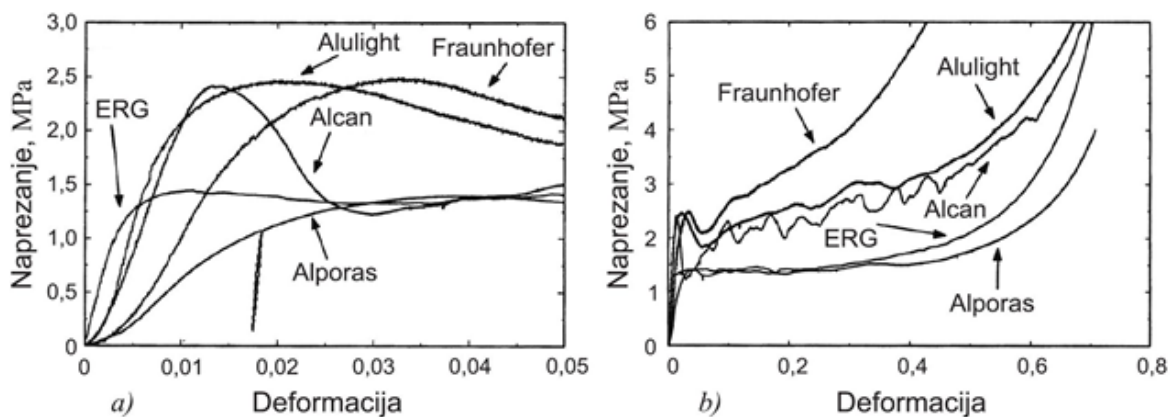 3,0
2,5
2,0
1,5
1,0
0,5
0
Naprezanje, MPa
ERG
Alulight
Fraunhofer
Alcan
Alporas
0 0,01 0,02 0,03 0,04 0,05
a) Deformacija
6
5
4
3
2
1
0
Naprezanje, MPa
Fraunhofer
Alulight
Alcan
ERG
Alporas
0 0,2 0,4 0,6 0,8
b) Deformacija